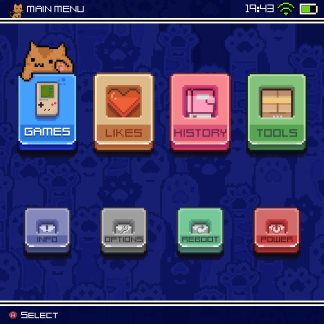 MAIN MENU 19:43
GAMES LIKES HISTORY TOOLS
INFO OPTIONS REBOOT POWER
SELECT